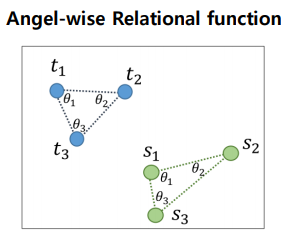 Angel-wise Relational function
t₁
t₂
θ₁ θ₂
θ₃
t₃
s₁ s₂
θ₁ θ₂
θ₃
s₃